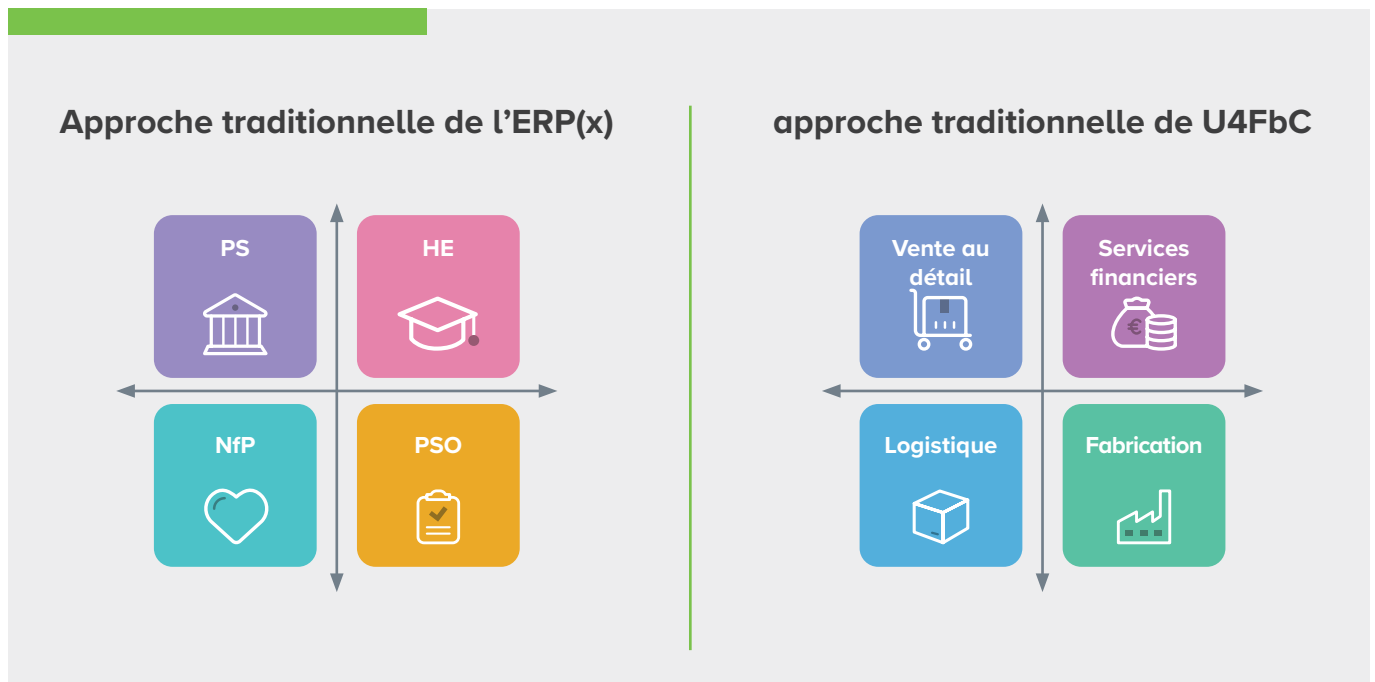 Approche traditionnelle de l’ERP(x)
PS
HE
NfP
PSO
approche traditionnelle de U4FbC
Vente au
détail
Services
financiers
€
Logistique
Fabrication